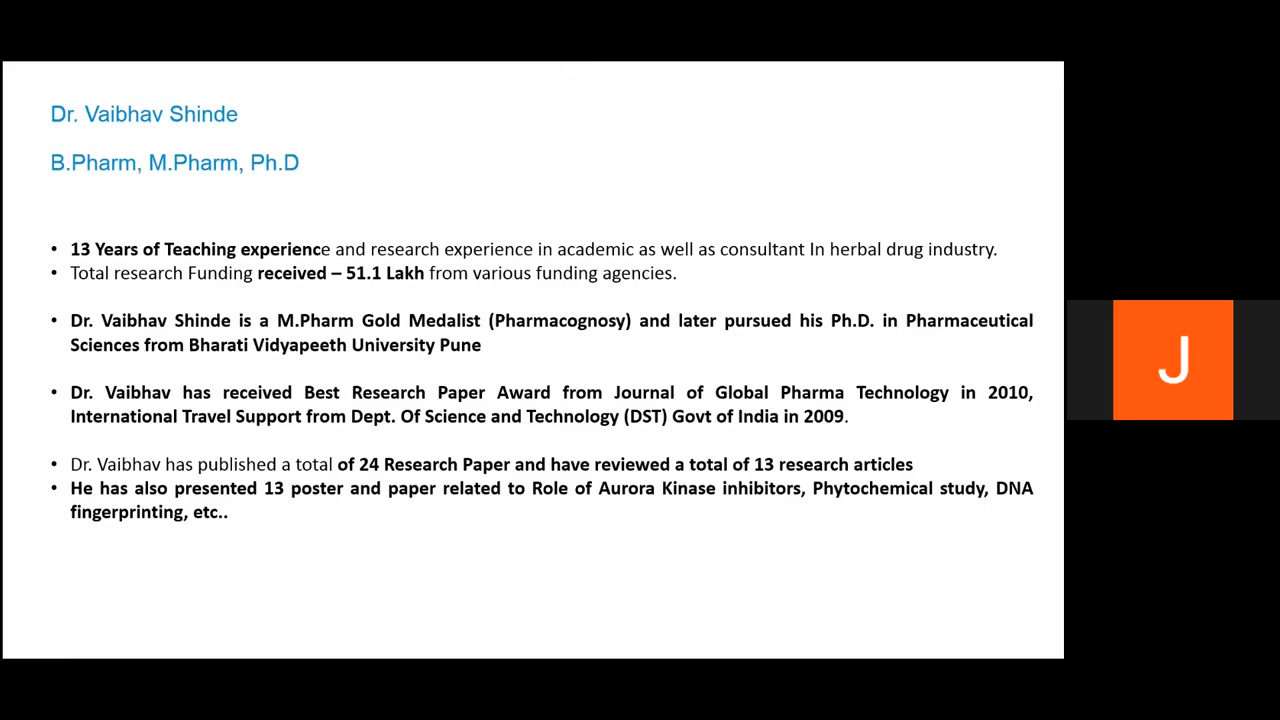 Dr. Vaibhav Shinde
B.Pharm, M.Pharm, Ph.D
• 13 Years of Teaching experience and research experience in academic as well as consultant In herbal drug industry.
• Total research Funding received – 51.1 Lakh from various funding agencies.
• Dr. Vaibhav Shinde is a M.Pharm Gold Medalist (Pharmacognosy) and later pursued his Ph.D. in Pharmaceutical
Sciences from Bharati Vidyapeeth University Pune
• Dr. Vaibhav has received Best Research Paper Award from Journal of Global Pharma Technology in 2010,
International Travel Support from Dept. Of Science and Technology (DST) Govt of India in 2009.
• Dr. Vaibhav has published a total of 24 Research Paper and have reviewed a total of 13 research articles
• He has also presented 13 poster and paper related to Role of Aurora Kinase inhibitors, Phytochemical study, DNA
fingerprinting, etc..
J